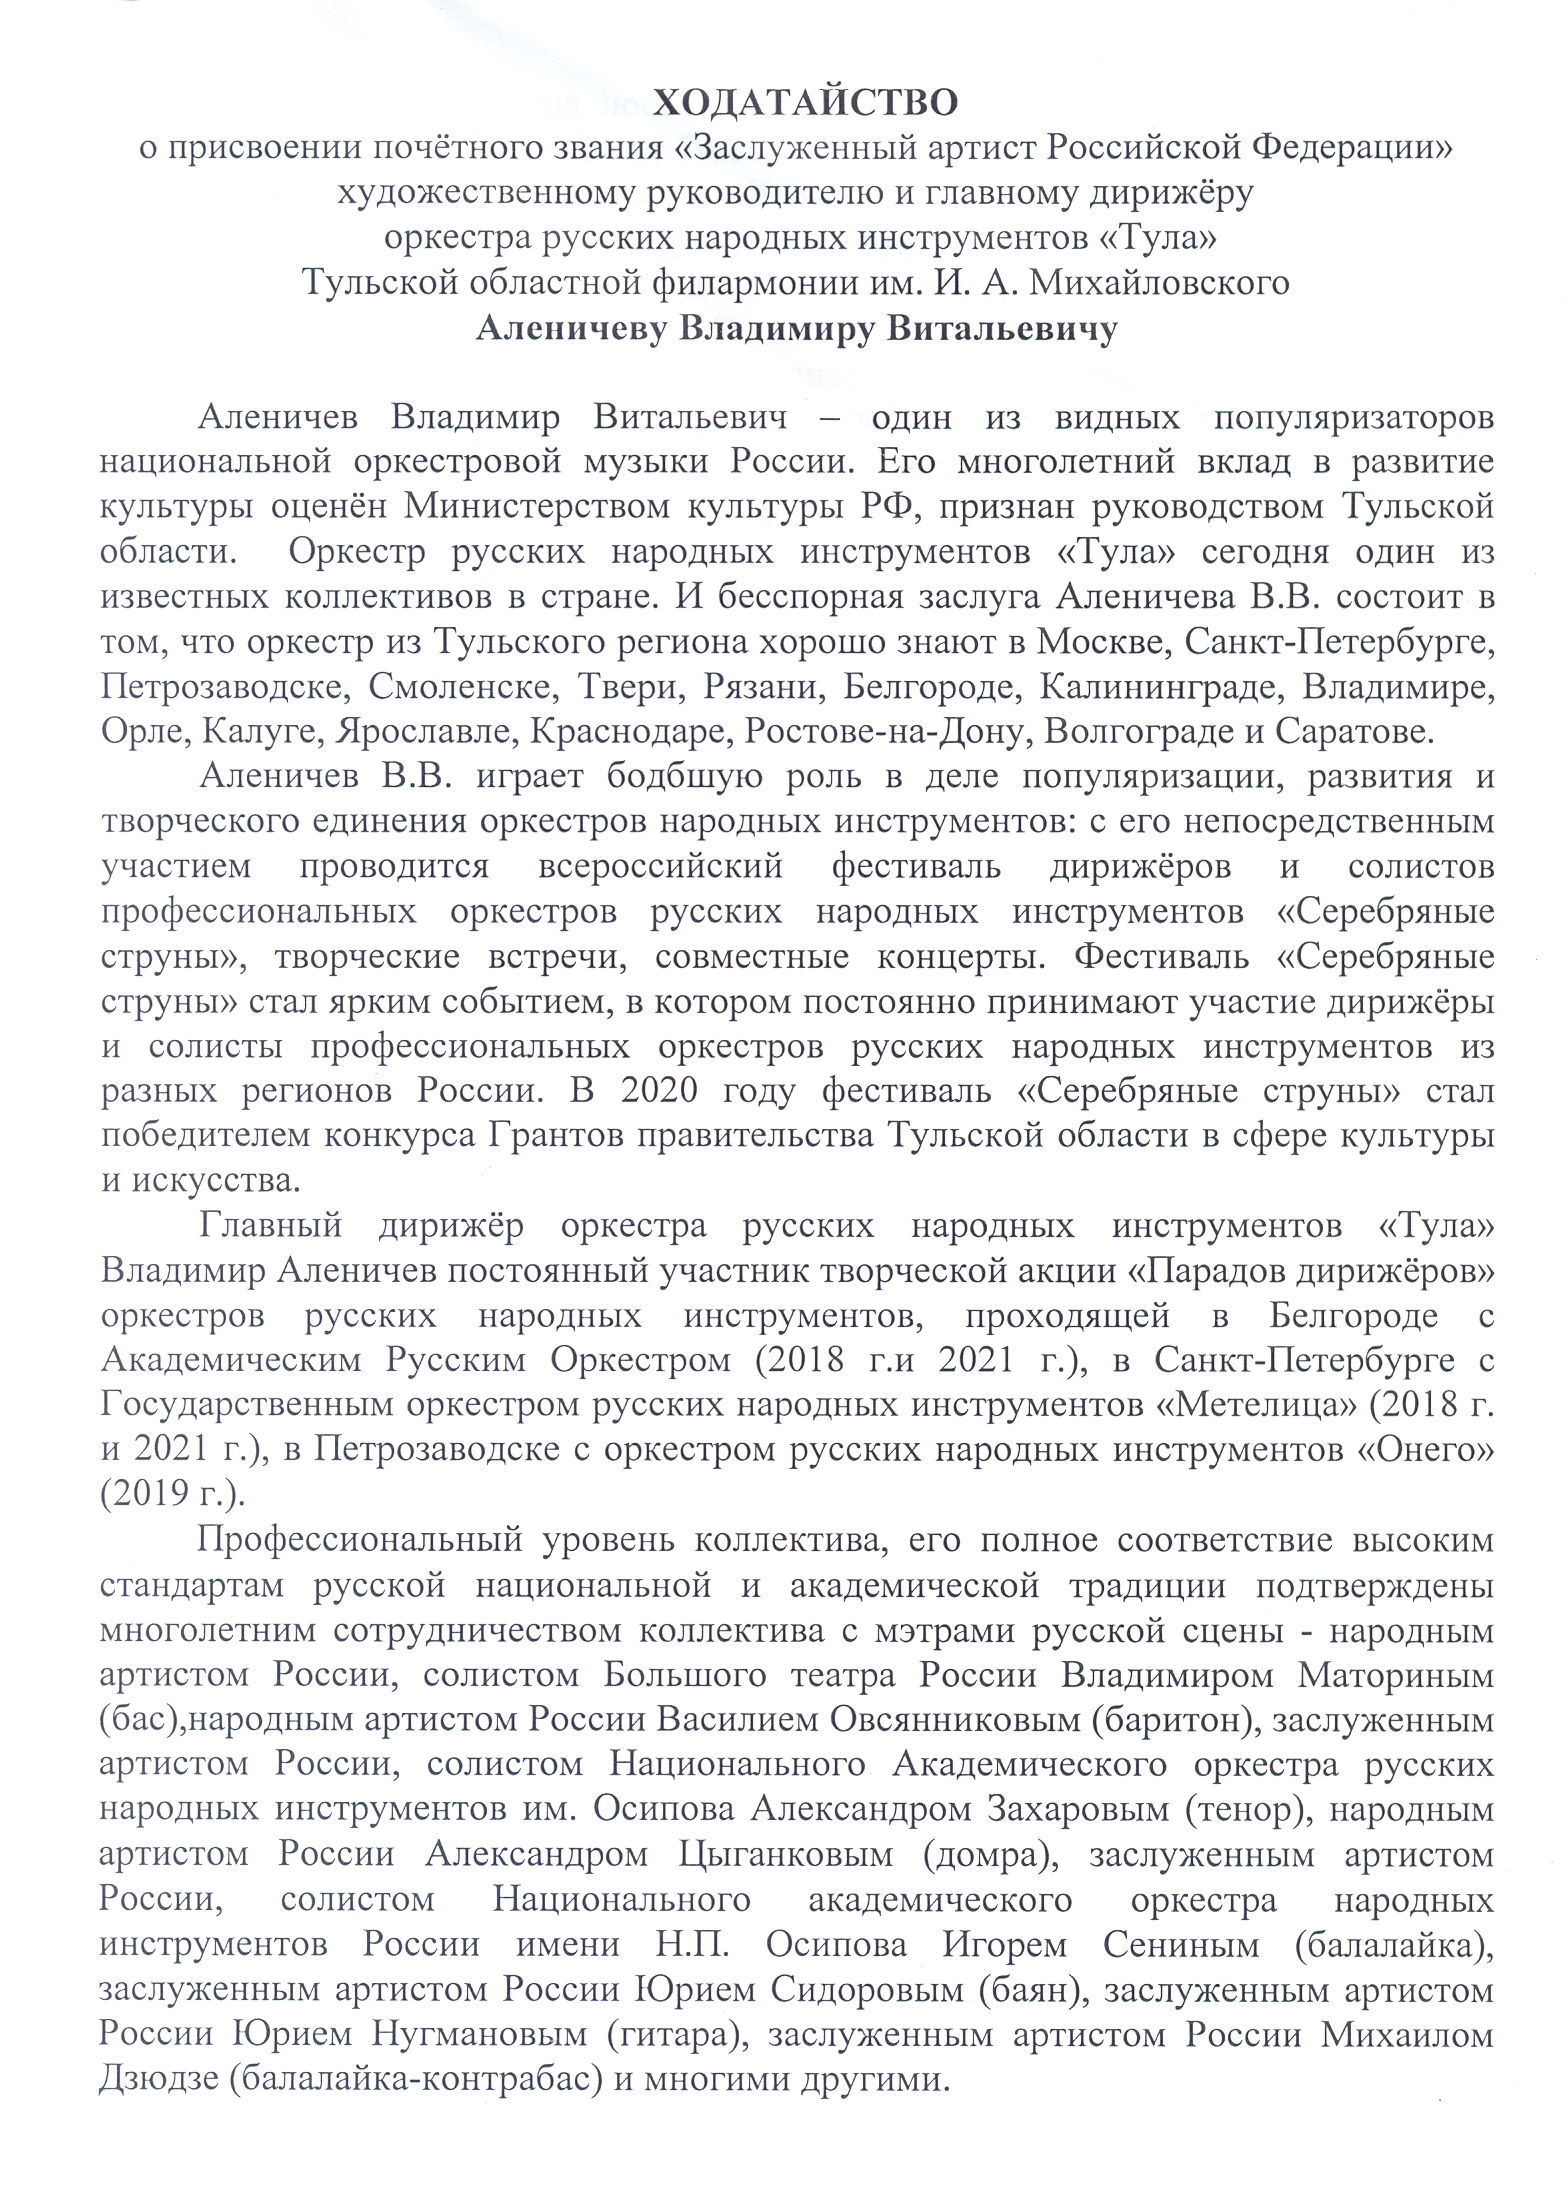 ХОДАТАЙСТВО
о присвоении почётного звания «Заслуженный артист Российской Федерации»
художественному руководителю и главному дирижёру
оркестра русских народных инструментов «Тула»
Тульской областной филармонии им. И. А. Михайловского
Аленичеву Владимиру Витальевичу
Аленичев Владимир Витальевич – один из видных популяризаторов
национальной оркестровой музыки России. Его многолетний вклад в развитие
культуры оценён Министерством культуры РФ, признан руководством Тульской
области. Оркестр русских народных инструментов «Тула» сегодня один из
известных коллективов в стране. И бесспорная заслуга Аленичева В.В. состоит в
том, что оркестр из Тульского региона хорошо знают в Москве, Санкт-Петербурге,
Петрозаводске, Смоленске, Твери, Рязани, Белгороде, Калининграде, Владимире,
Орле, Калуге, Ярославле, Краснодаре, Ростове-на-Дону, Волгограде и Саратове.
Аленичев В.В. играет бодбшую роль в деле популяризации, развития и
творческого единения оркестров народных инструментов: с его непосредственным
участием проводится всероссийский фестиваль дирижёров и солистов
профессиональных оркестров русских народных инструментов «Серебряные
струны», творческие встречи, совместные концерты. Фестиваль «Серебряные
струны» стал ярким событием, в котором постоянно принимают участие дирижёры
и солисты профессиональных оркестров русских народных инструментов из
разных регионов России. В 2020 году фестиваль «Серебряные струны» стал
победителем конкурса Грантов правительства Тульской области в сфере культуры
и искусства.
Главный дирижёр оркестра русских народных инструментов «Тула»
Владимир Аленичев постоянный участник творческой акции «Парадов дирижёров»
оркестров русских народных инструментов, проходящей в Белгороде с
Академическим Русским Оркестром (2018 г.и 2021 г.), в Санкт-Петербурге с
Государственным оркестром русских народных инструментов «Метелица» (2018 г.
и 2021 г.), в Петрозаводске с оркестром русских народных инструментов «Онего»
(2019 г.).
Профессиональный уровень коллектива, его полное соответствие высоким
стандартам русской национальной и академической традиции подтверждены
многолетним сотрудничеством коллектива с мэтрами русской сцены - народным
артистом России, солистом Большого театра России Владимиром Маториным
(бас),народным артистом России Василием Овсянниковым (баритон), заслуженным
артистом России, солистом Национального Академического оркестра русских
народных инструментов им. Осипова Александром Захаровым (тенор), народным
артистом России Александром Цыганковым (домра), заслуженным артистом
России, солистом Национального академического оркестра народных
инструментов России имени Н.П. Осипова Игорем Сениным (балалайка),
заслуженным артистом России Юрием Сидоровым (баян), заслуженным артистом
России Юрием Нугмановым (гитара), заслуженным артистом России Михаилом
Дзюдзе (балалайка-контрабас) и многими другими.